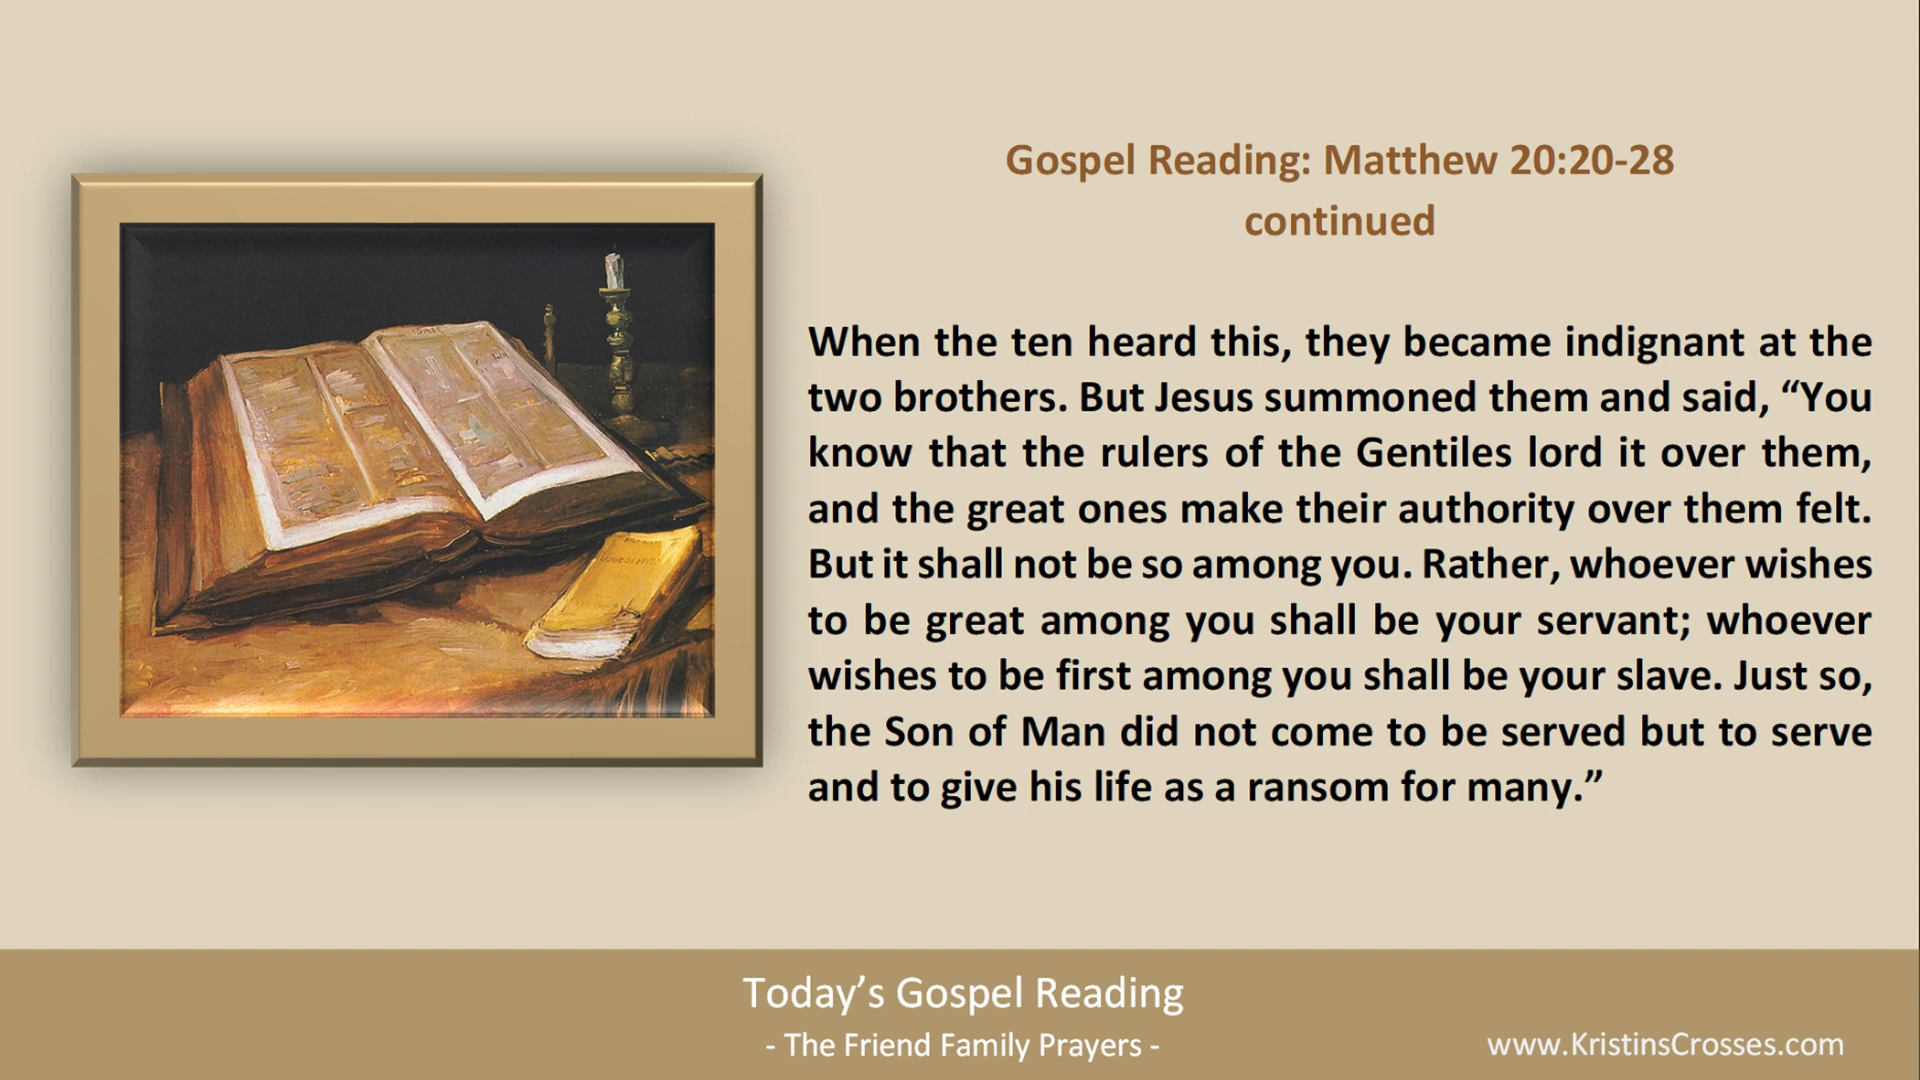 Gospel Reading: Matthew 20:20-28
continued
When the ten heard this, they became indignant at the
two brothers. But Jesus summoned them and said, “You
know that the rulers of the Gentiles lord it over them,
and the great ones make their authority over them felt.
But it shall not be so among you. Rather, whoever wishes
to be great among you shall be your servant; whoever
wishes to be first among you shall be your slave. Just so,
the Son of Man did not come to be served but to serve
and to give his life as a ransom for many.”
Today’s Gospel Reading
- The Friend Family Prayers -
www.KristinsCrosses.com